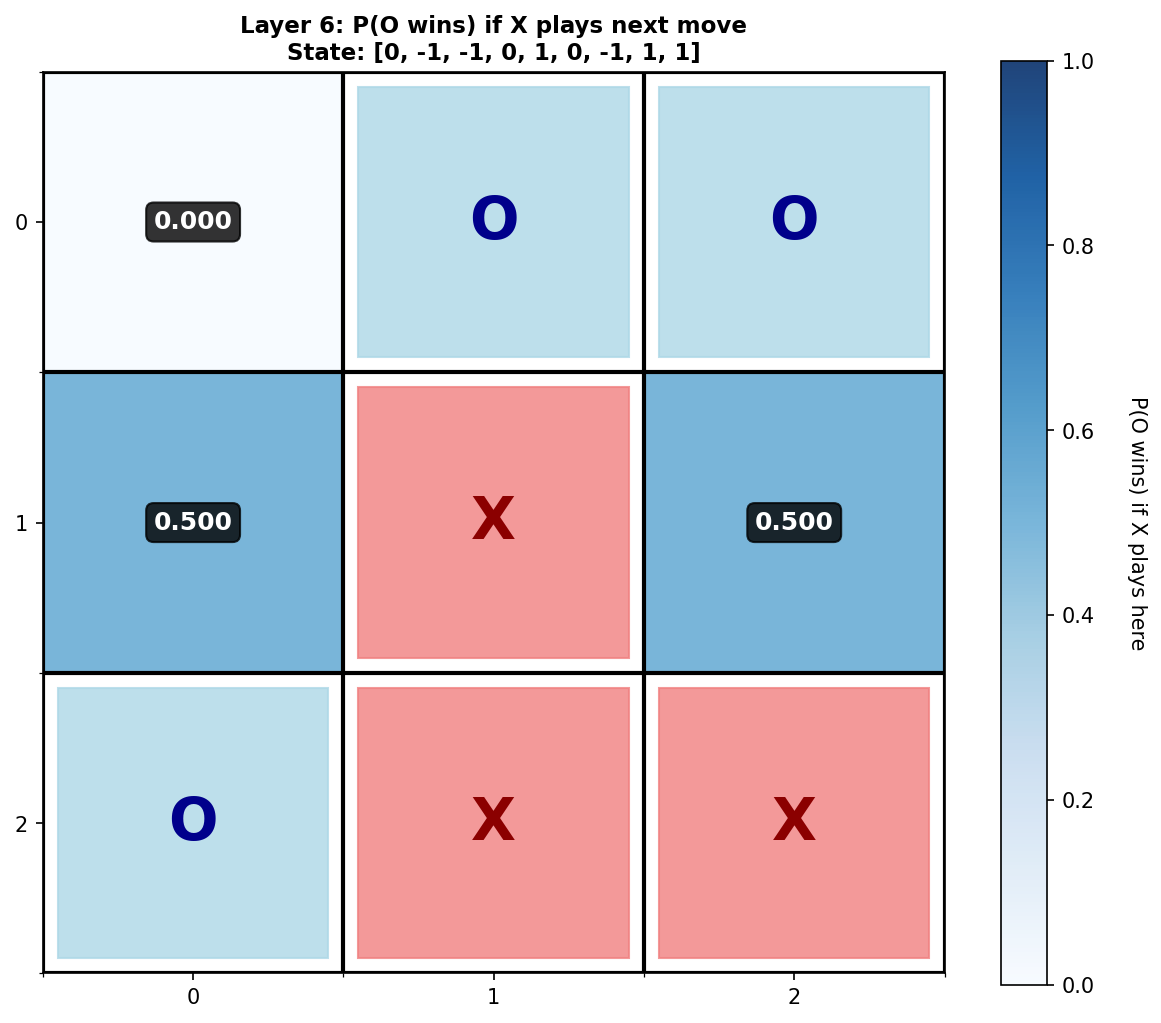 Layer 6: P(O wins) if X plays next move
State: [0, -1, -1, 0, 1, 0, -1, 1, 1]
0
0.000
O
O
1
0.500
X
0.500
2
O
X
X
0
1
2
1.0
0.8
0.6
0.4
0.2
0.0
P(O wins) if X plays here